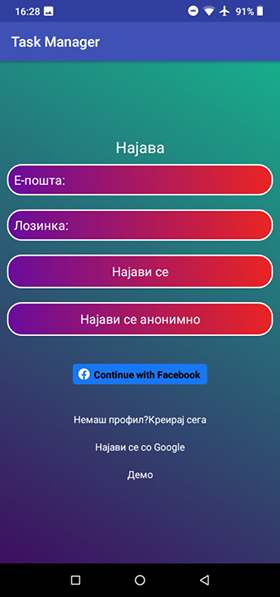 16:28 91%
Task Manager
Најава
Е-пошта:
Лозинка:
Најави се
Најави се анонимно
Continue with Facebook
Немаш профил?Креирај сега
Најави се со Google
Демо